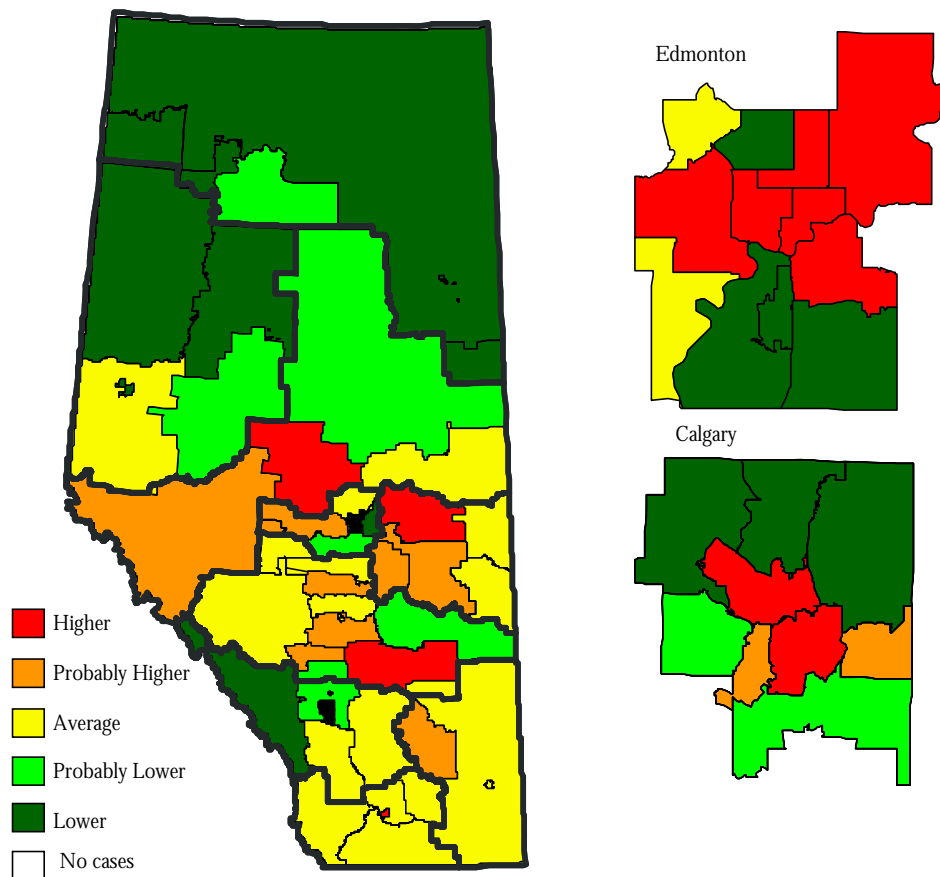 Edmonton
Calgary
Higher
Probably Higher
Average
Probably Lower
Lower
No cases